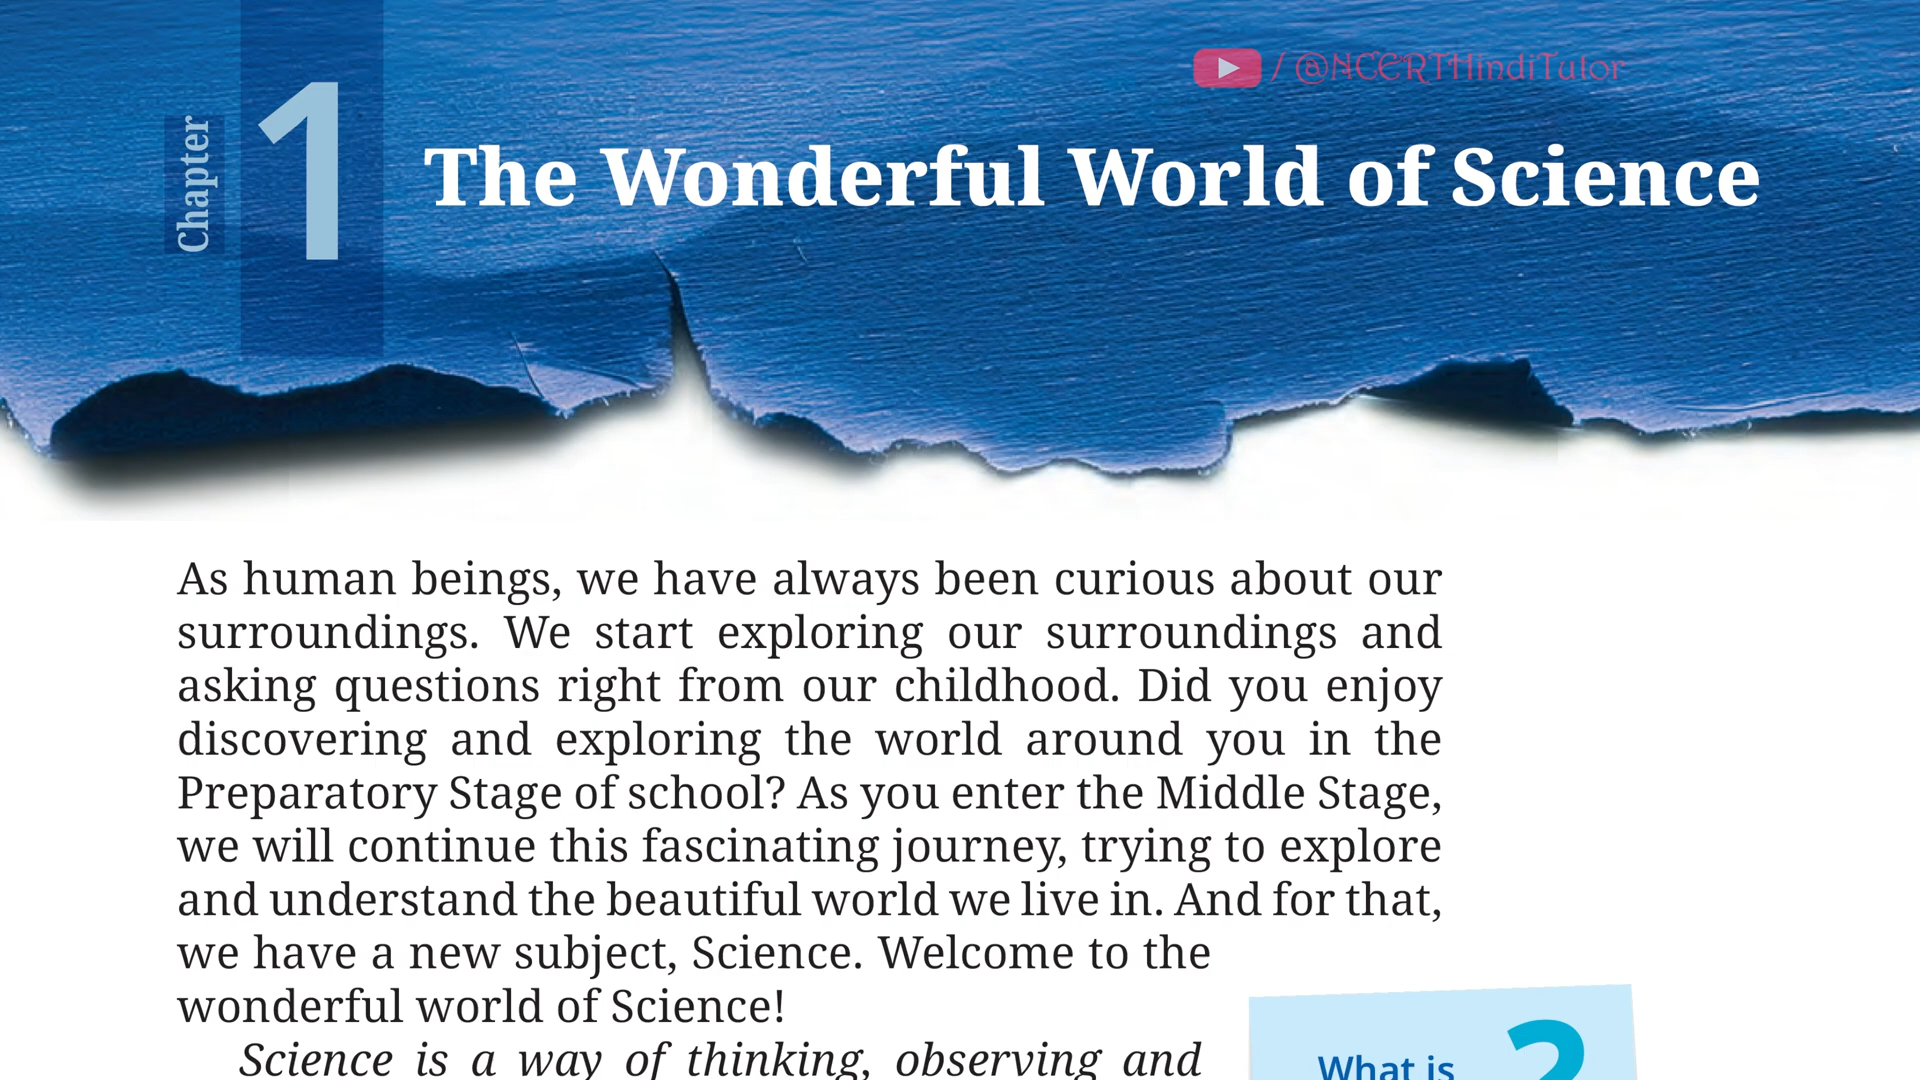 / @NCERTHindiTutor
Chapter
1
The Wonderful World of Science
As human beings, we have always been curious about our
surroundings. We start exploring our surroundings and
asking questions right from our childhood. Did you enjoy
discovering and exploring the world around you in the
Preparatory Stage of school? As you enter the Middle Stage,
we will continue this fascinating journey, trying to explore
and understand the beautiful world we live in. And for that,
we have a new subject, Science. Welcome to the
wonderful world of Science!
Science is a way of thinking, observing and
What is
?